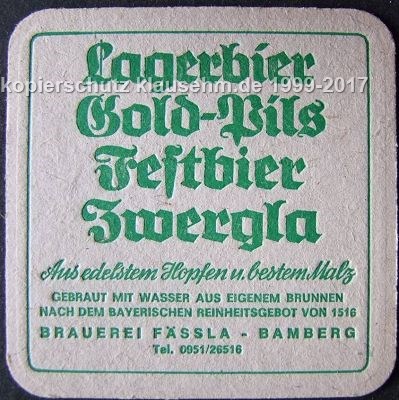 Lagerbier
kopierschutz klausehm.de 1999-2017
Gold-Pils
Festbier
Zwergla
Aus edelstem Hopfen u. bestem Malz
GEBRAUT MIT WASSER AUS EIGENEM BRUNNEN
NACH DEM BAYERISCHEN REINHEITSGEBOT VON 1516
BRAUEREI FÄSSLA - BAMBERG
Tel. 0951/26516